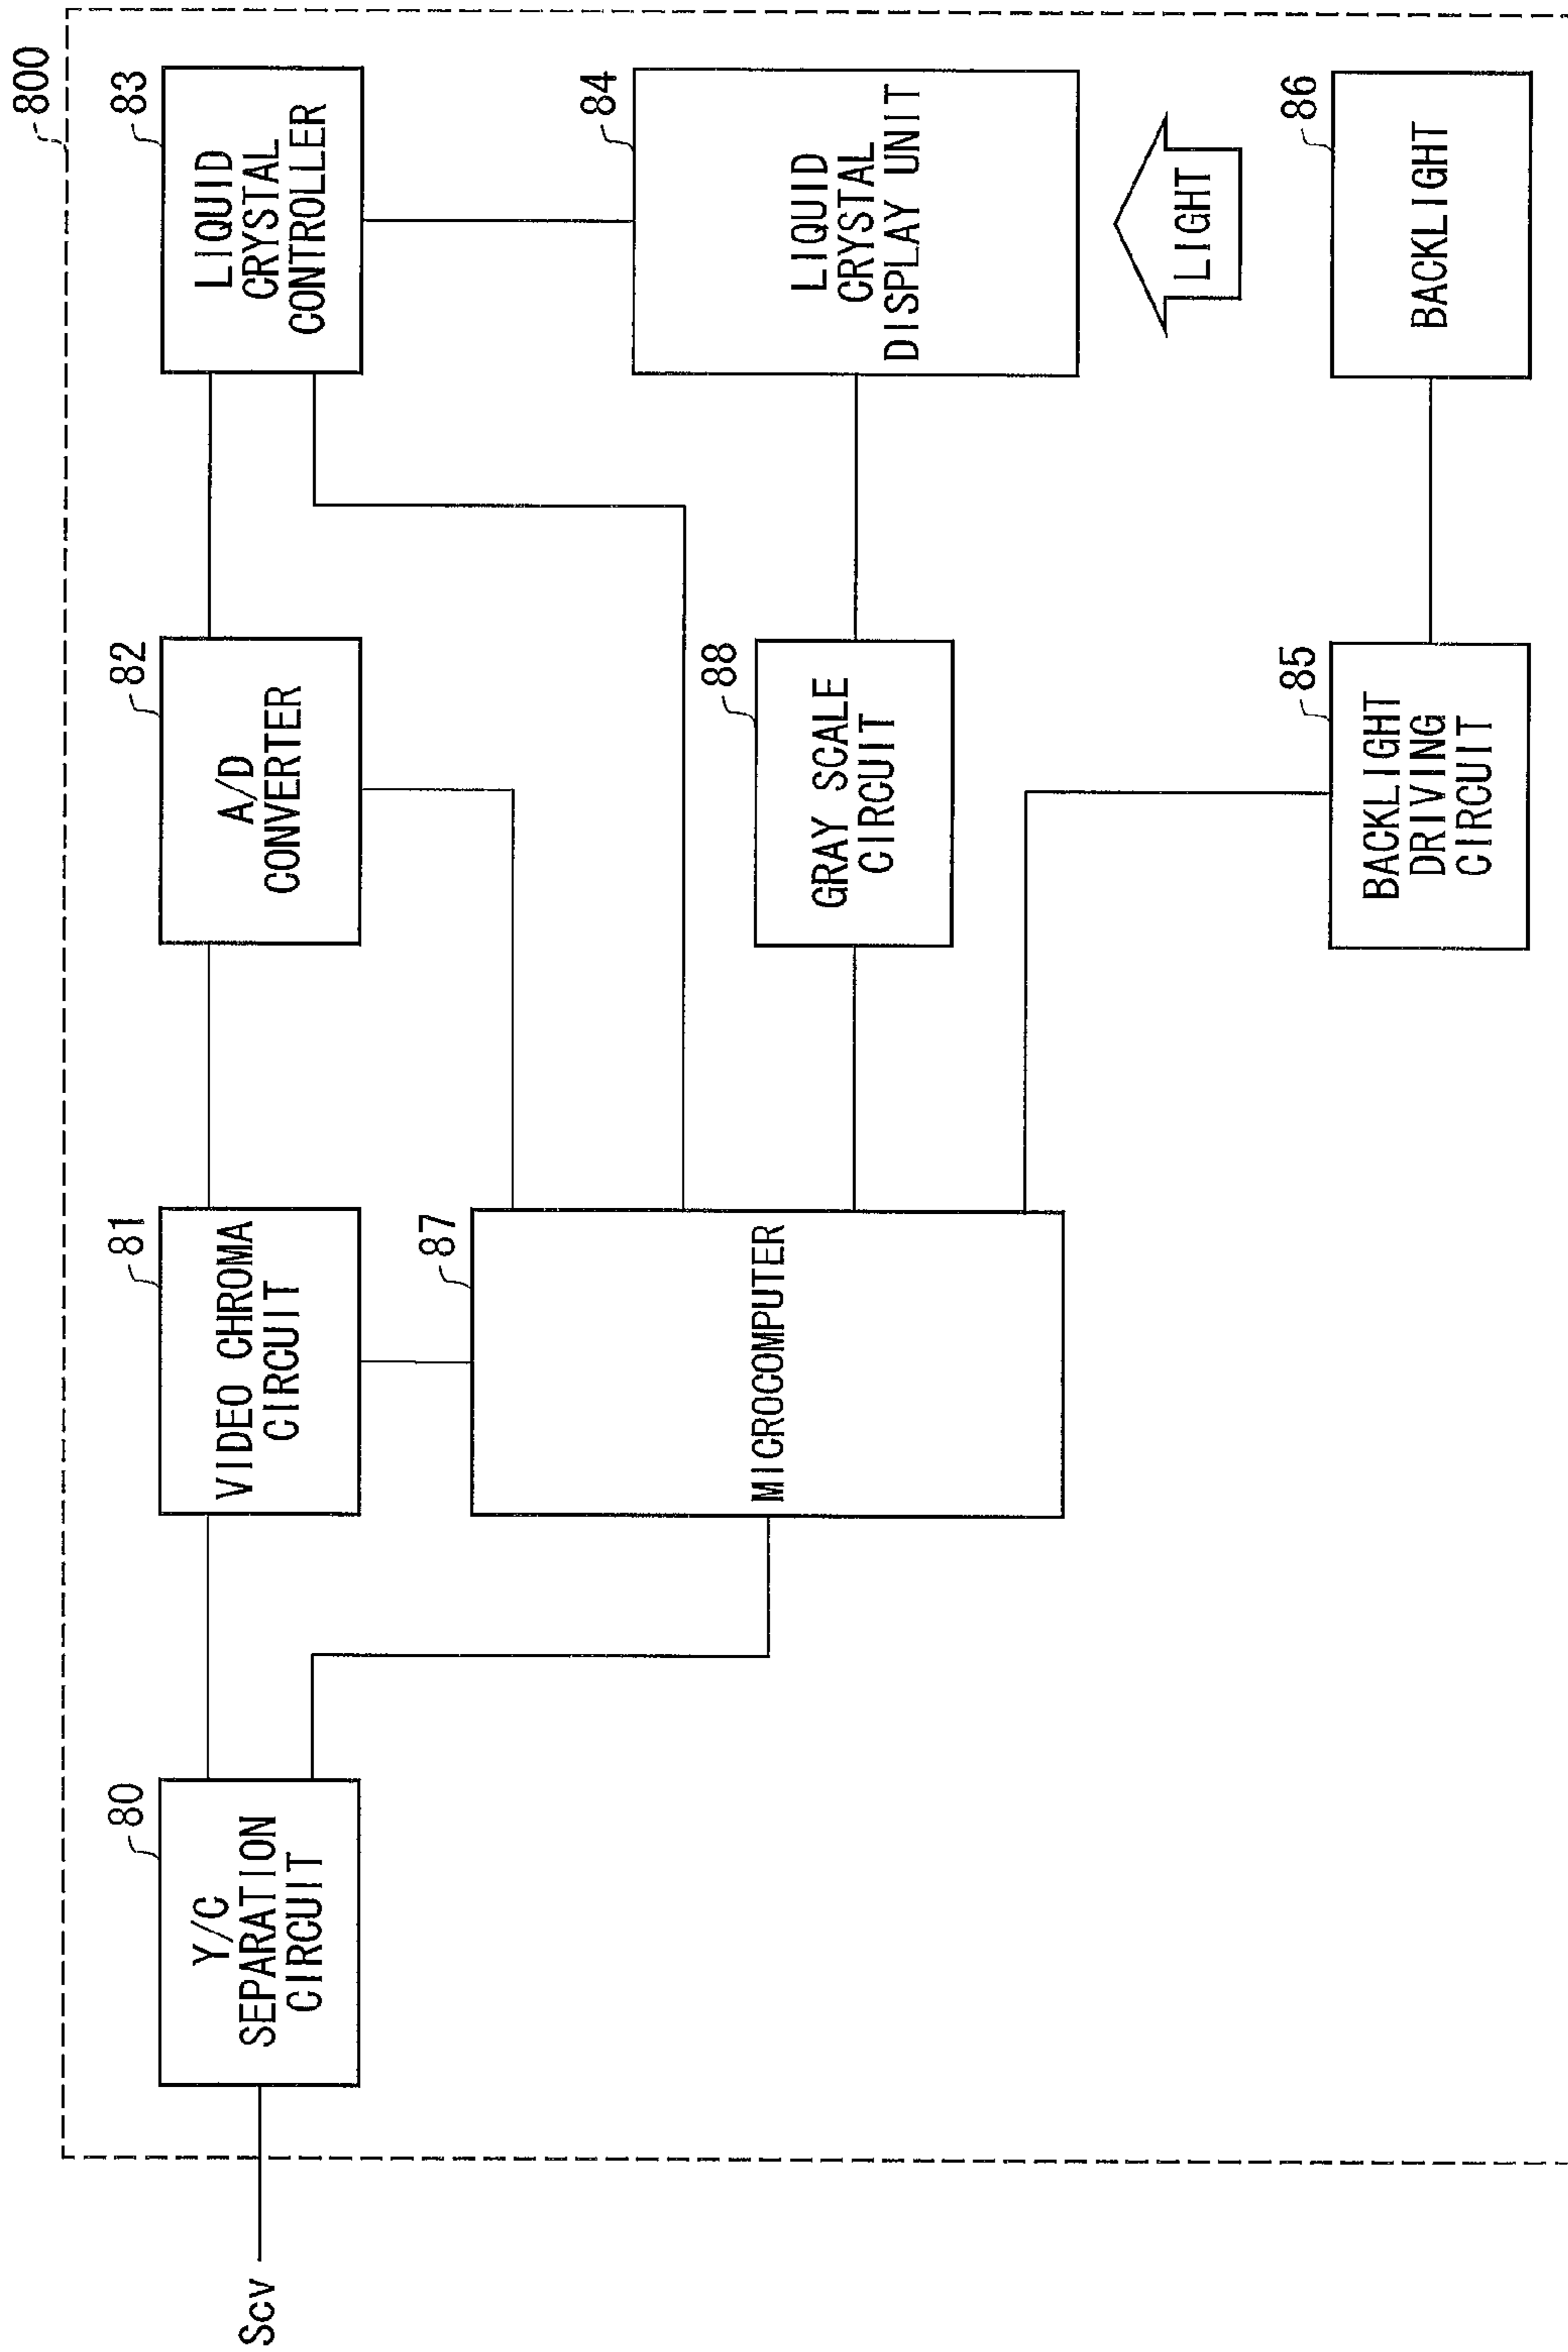 800
80
Y/C
SEPARATION
CIRCUIT
81
VIDEO CHROMA
CIRCUIT
82
A/D
CONVERTER
83
LIQUID
CRYSTAL
CONTROLLER
Scv
87
MICROCOMPUTER
88
GRAY SCALE
CIRCUIT
84
LIQUID
CRYSTAL
DISPLAY UNIT
LIGHT
85
BACKLIGHT
DRIVING
CIRCUIT
86
BACKLIGHT